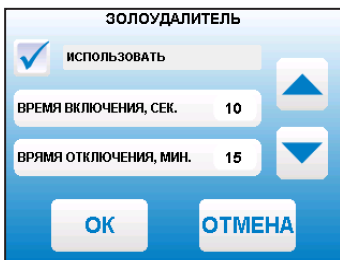 ЗОЛОУДАЛИТЕЛЬ
ИСПОЛЬЗОВАТЬ
ВРЕМЯ ВКЛЮЧЕНИЯ, СЕК. 10
ВРЯМЯ ОТКЛЮЧЕНИЯ, МИН. 15
ОК ОТМЕНА